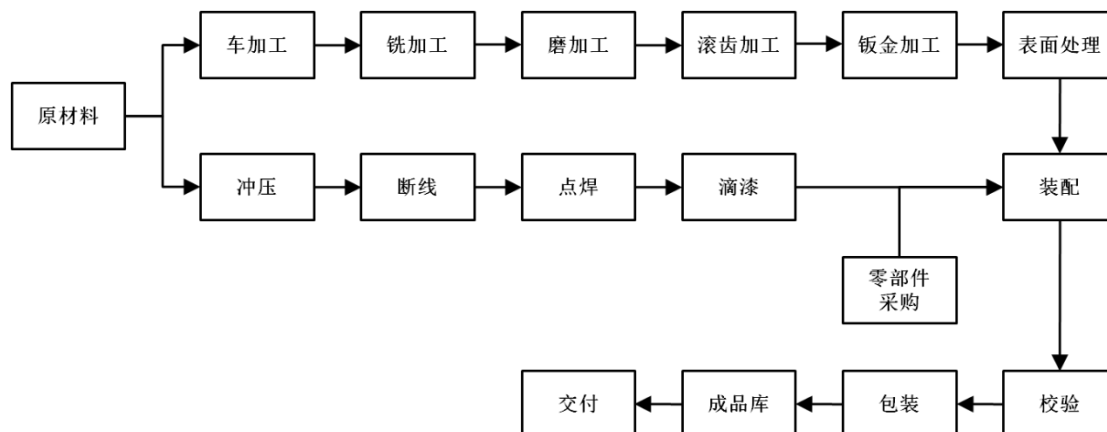 车加工
铣加工
磨加工
滚齿加工
钣金加工
表面处理
原材料
冲压
断线
点焊
滴漆
装配
零部件
采购
交付
成品库
包装
校验